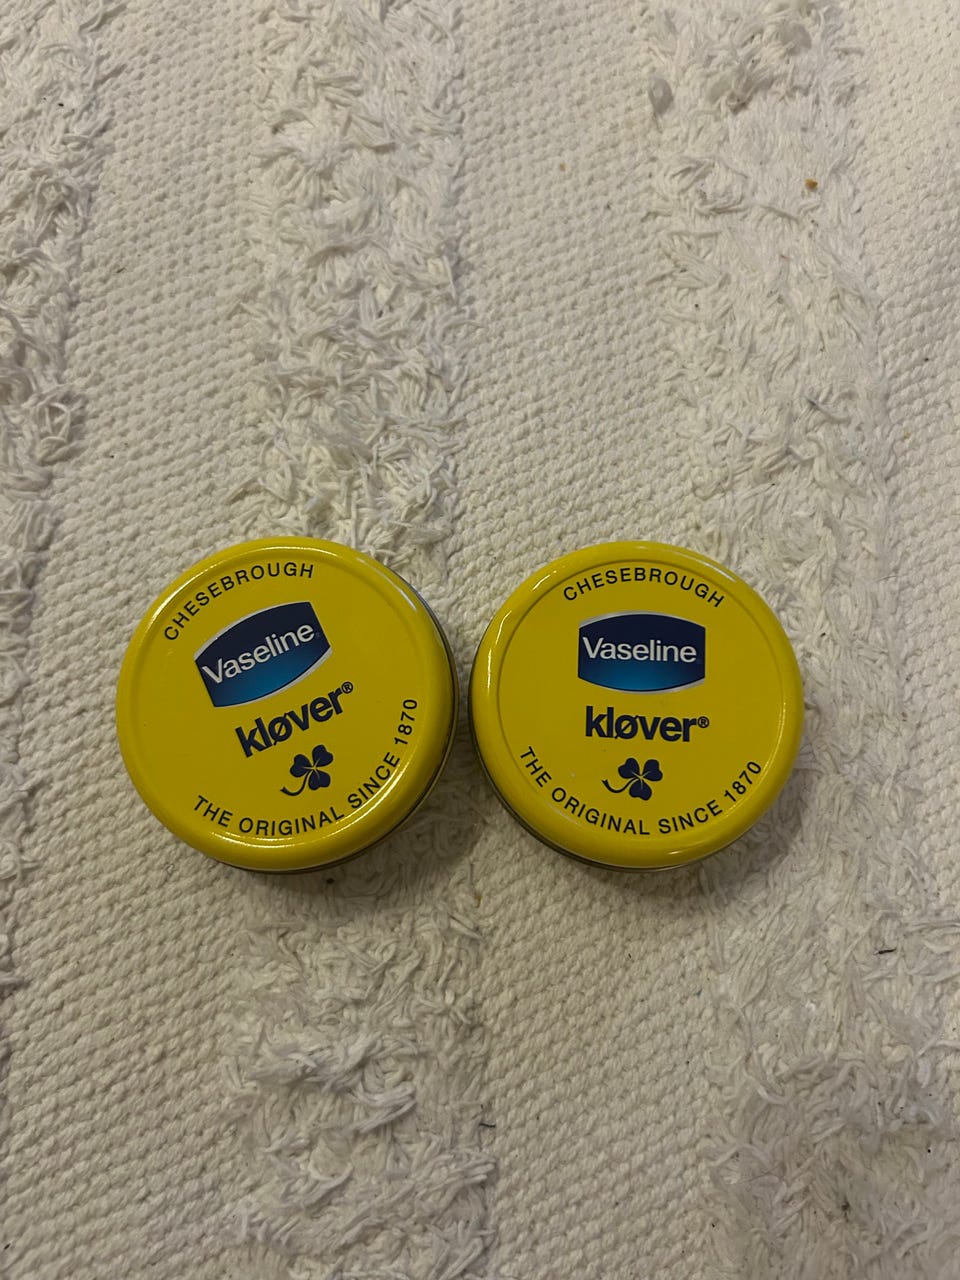 CHESEBROUGH
Vaseline
kløver®
THE ORIGINAL SINCE 1870
CHESEBROUGH
Vaseline
kløver®
THE ORIGINAL SINCE 1870